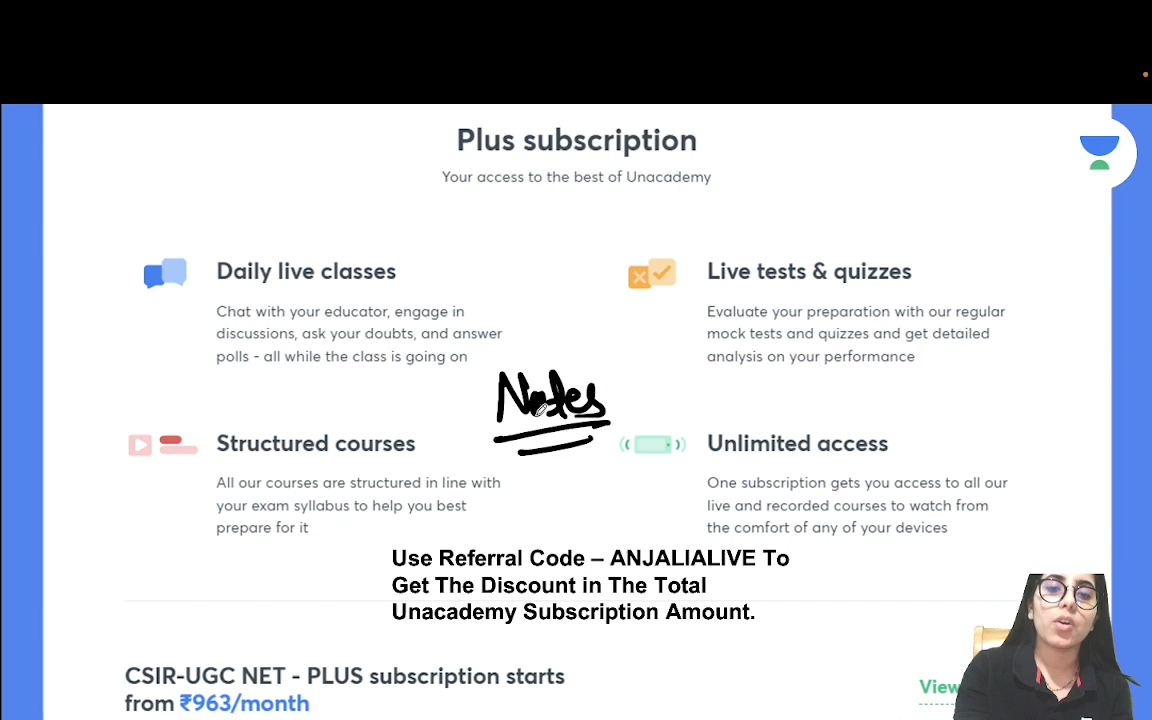 Plus subscription
Your access to the best of Unacademy
Daily live classes
Chat with your educator, engage in
discussions, ask your doubts, and answer
polls - all while the class is going on
Live tests & quizzes
Evaluate your preparation with our regular
mock tests and quizzes and get detailed
analysis on your performance
Notes
Structured courses
All our courses are structured in line with
your exam syllabus to help you best
prepare for it
Unlimited access
One subscription gets you access to all our
live and recorded courses to watch from
the comfort of any of your devices
Use Referral Code – ANJALIALIVE To
Get The Discount in The Total
Unacademy Subscription Amount.
CSIR-UGC NET - PLUS subscription starts
from ₹963/month
View